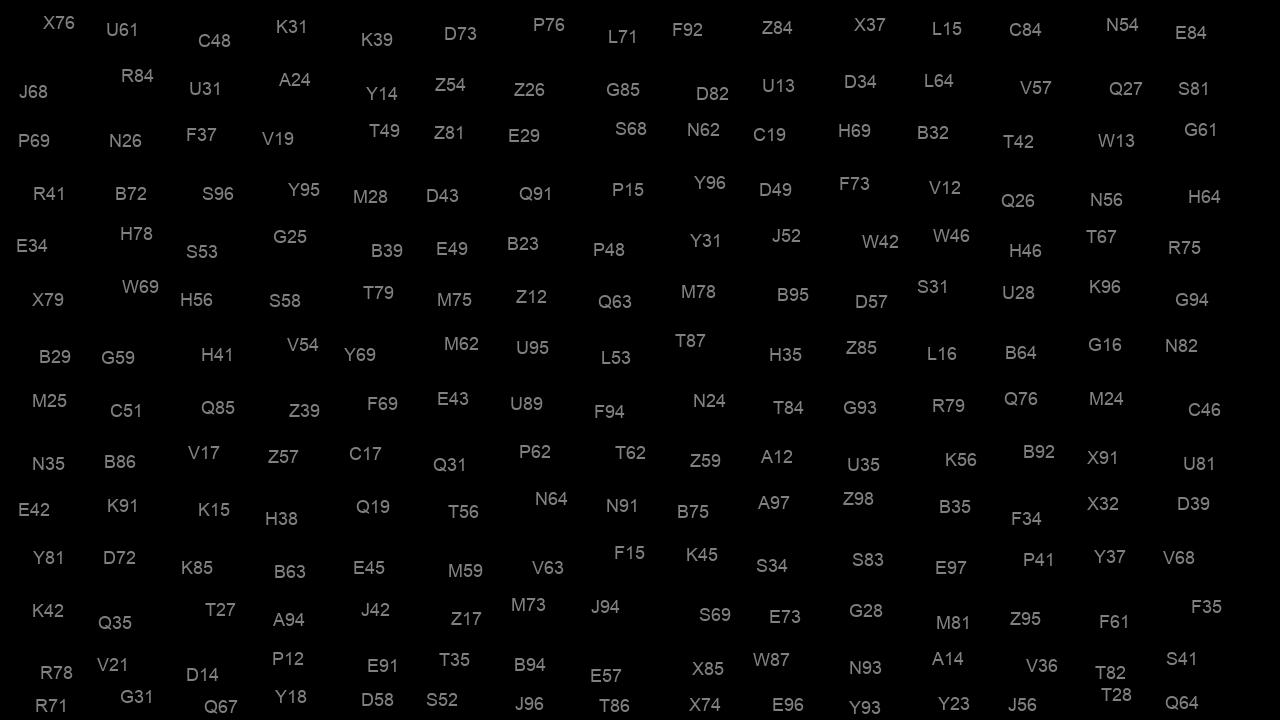 X76 U61 C48 K31 K39 D73 P76 L71 F92 Z84 X37 L15 C84 N54 E84
J68 R84 U31 A24 Y14 Z54 Z26 G85 D82 U13 D34 L64 V57 Q27 S81
P69 N26 F37 V19 T49 Z81 E29 S68 N62 C19 H69 B32 T42 W13 G61
R41 B72 S96 Y95 M28 D43 Q91 P15 Y96 D49 F73 V12 Q26 N56 H64
E34 H78 S53 G25 B39 E49 B23 P48 Y31 J52 W42 W46 H46 T67 R75
X79 W69 H56 S58 T79 M75 Z12 Q63 M78 B95 D57 S31 U28 K96 G94
B29 G59 H41 V54 Y69 M62 U95 L53 T87 H35 Z85 L16 B64 G16 N82
M25 C51 Q85 Z39 F69 E43 U89 F94 N24 T84 G93 R79 Q76 M24 C46
N35 B86 V17 Z57 C17 Q31 P62 T62 Z59 A12 U35 K56 B92 X91 U81
E42 K91 K15 H38 Q19 T56 N64 N91 B75 A97 Z98 B35 F34 X32 D39
Y81 D72 K85 B63 E45 M59 V63 F15 K45 S34 S83 E97 P41 Y37 V68
K42 Q35 T27 A94 J42 Z17 M73 J94 S69 E73 G28 M81 Z95 F61 F35
R78 V21 D14 P12 E91 T35 B94 E57 X85 W87 N93 A14 V36 T82 S41
R71 G31 Q67 Y18 D58 S52 J96 T86 X74 E96 Y93 Y23 J56 T28 Q64